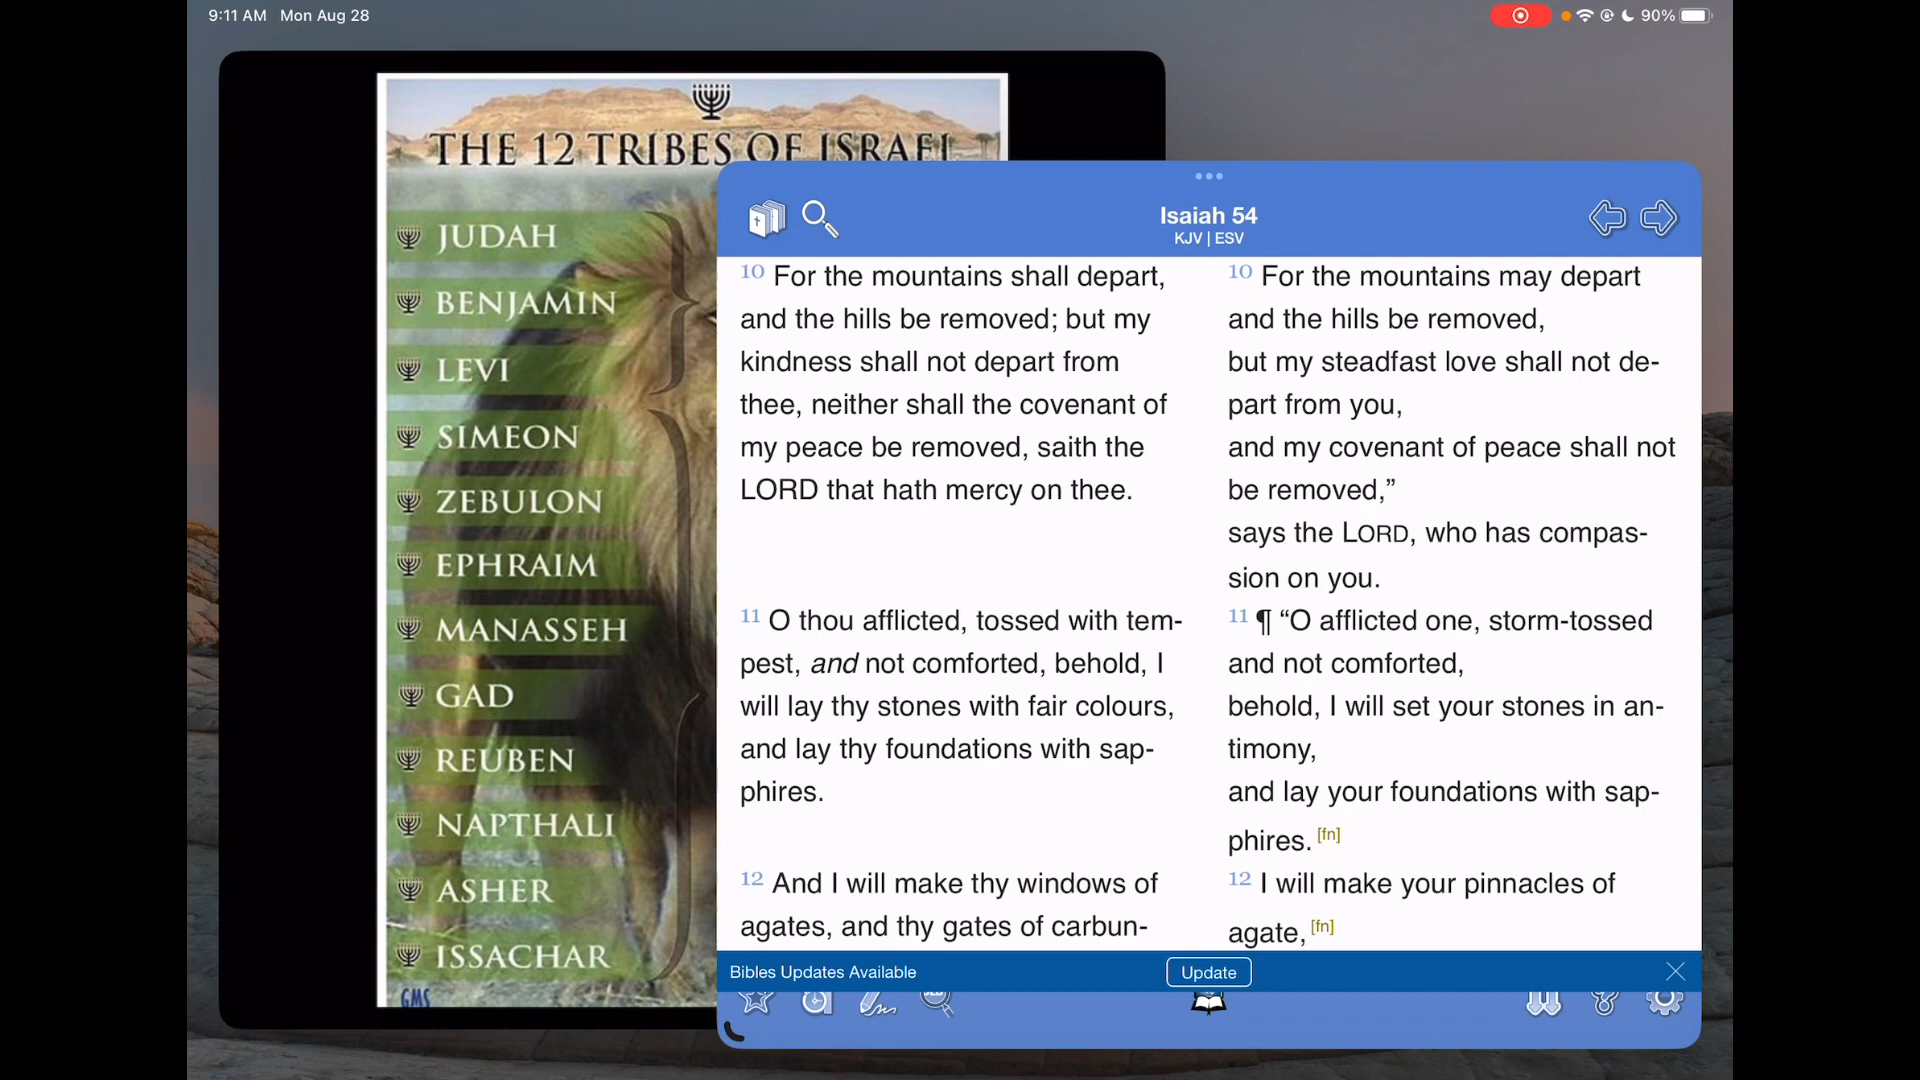 9:11 AM Mon Aug 28
90%
THE 12 TRIBES OF ISRAEL
JUDAH
BENJAMIN
LEVI
SIMEON
ZEBULON
EPHRAIM
MANASSEH
GAD
REUBEN
NAPTHALI
ASHER
ISSACHAR
GMS
Isaiah 54
KJV | ESV
10 For the mountains shall depart,
and the hills be removed; but my
kindness shall not depart from
thee, neither shall the covenant of
my peace be removed, saith the
LORD that hath mercy on thee.
11 O thou afflicted, tossed with tem-
pest, and not comforted, behold, I
will lay thy stones with fair colours,
and lay thy foundations with sap-
phires.
12 And I will make thy windows of
agates, and thy gates of carbun-
10 For the mountains may depart
and the hills be removed,
but my steadfast love shall not de-
part from you,
and my covenant of peace shall not
be removed,”
says the LORD, who has compas-
sion on you.
11 ¶ “O afflicted one, storm-tossed
and not comforted,
behold, I will set your stones in an-
timony,
and lay your foundations with sap-
phires. [fn]
12 I will make your pinnacles of
agate, [fn]
Bibles Updates Available
Update